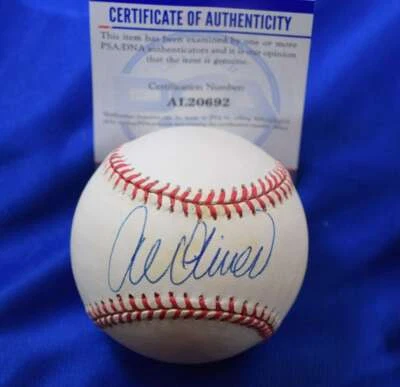 CERTIFICATE OF AUTHENTICITY
This item has been examined by one or more
PSA/DNA authenticators and it is our opinion
that the item is genuine.
Certification Number:
AL20692
Al Oliver